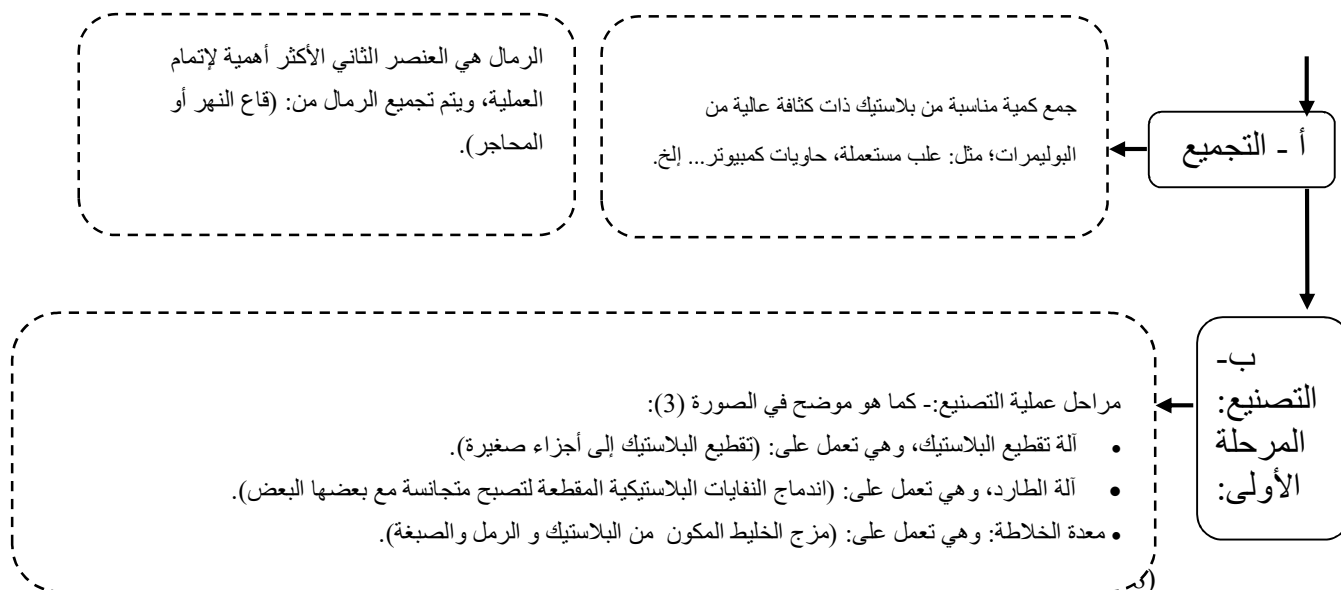 أ - التجميع
جمع كمية مناسبة من بلاستيك ذات كثافة عالية من
البوليمرات؛ مثل: علب مستعملة، حاويات كمبيوتر... إلخ.
الرمال هي العنصر الثاني الأكثر أهمية لإتمام
العملية، ويتم تجميع الرمال من: (قاع النهر أو
المحاجر).
ب-
التصنيع:
المرحلة
الأولى:
مراحل عملية التصنيع:- كما هو موضح في الصورة (3):
• آلة تقطيع البلاستيك، وهي تعمل على: (تقطيع البلاستيك إلى أجزاء صغيرة).
• آلة الطارد، وهي تعمل على: (اندماج النفايات البلاستيكية المقطعة لتصبح متجانسة مع بعضها البعض).
• معدة الخلاطة: وهي تعمل على: (مزج الخليط المكون من البلاستيك و الرمل والصبغة).